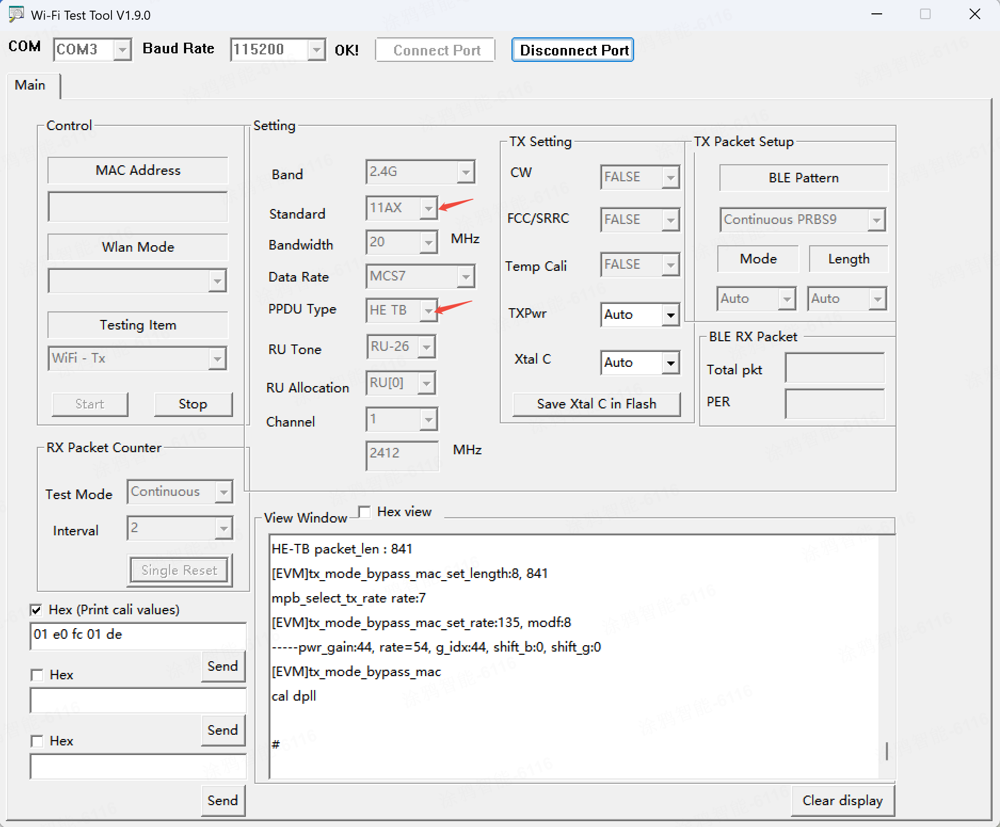 Wi-Fi Test Tool V1.9.0
COM
COM3
Baud Rate
115200
OK!
Connect Port
Disconnect Port
Main
Control
MAC Address
Wlan Mode
Testing Item
WiFi - Tx
Start
Stop
Setting
Band
2.4G
Standard
11AX
Bandwidth
20
MHz
Data Rate
MCS7
PPDU Type
HE TB
RU Tone
RU-26
RU Allocation
RU[0]
Channel
1
2412
MHz
TX Setting
CW
FALSE
FCC/SRRC
FALSE
Temp Cali
FALSE
TXPwr
Auto
Xtal C
Auto
Save Xtal C in Flash
TX Packet Setup
BLE Pattern
Continuous PRBS9
Mode
Length
Auto
Auto
BLE RX Packet
Total pkt
PER
RX Packet Counter
Test Mode
Continuous
Interval
2
Single Reset
Hex (Print cali values)
01 e0 fc 01 de
Send
Hex
Send
Hex
Send
View Window
Hex view
HE-TB packet_len : 841
[EVM]tx_mode_bypass_mac_set_length:8, 841
mpb_select_tx_rate rate:7
[EVM]tx_mode_bypass_mac_set_rate:135, modf:8
-----pwr_gain:44, rate=54, g_idx:44, shift_b:0, shift_g:0
[EVM]tx_mode_bypass_mac
cal dpll
#
Clear display
涂鸦智能-6116